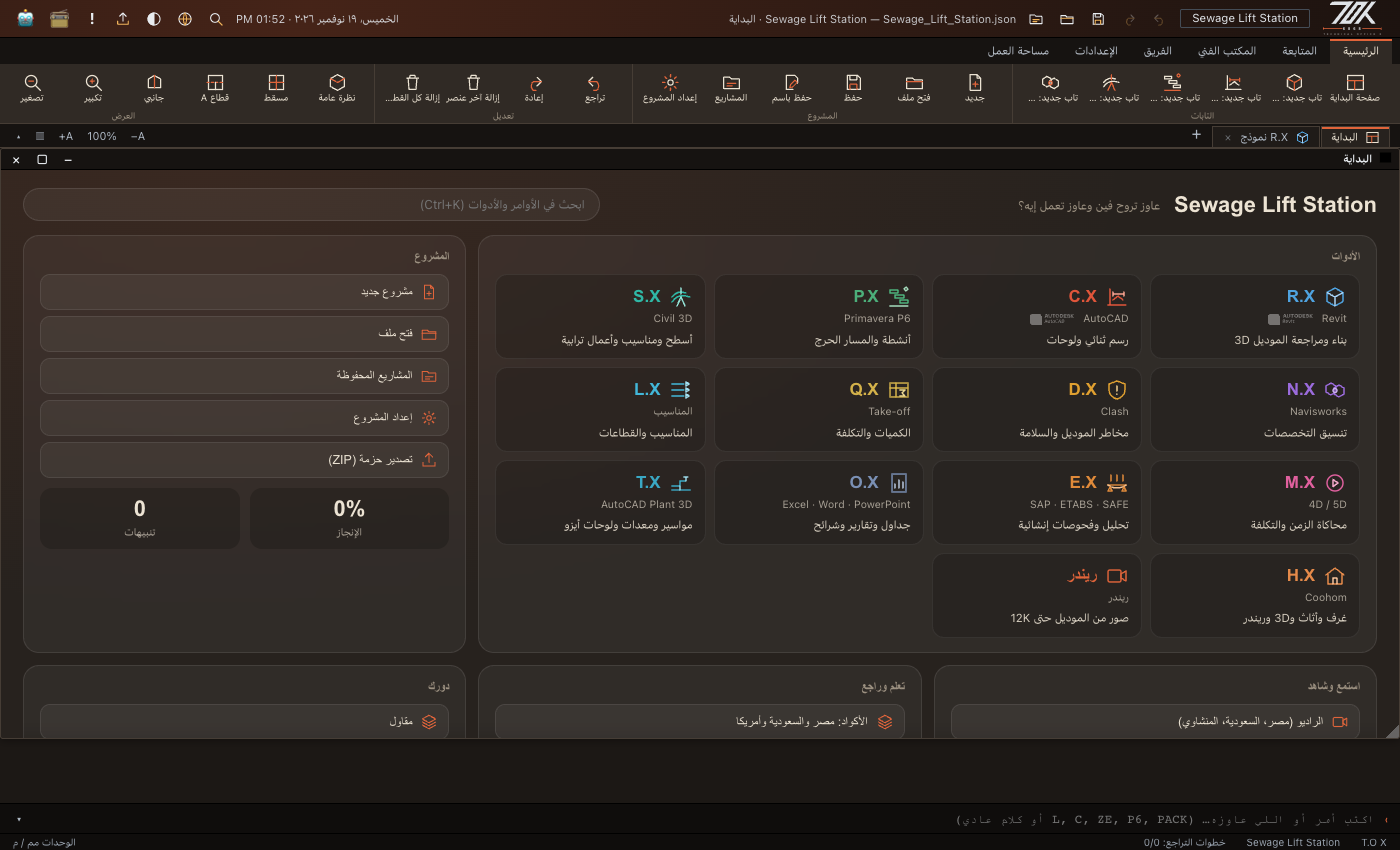 TOX
Sewage Lift Station
البداية · Sewage Lift Station — Sewage_Lift_Station.json
الخميس، ١٩ نوفمبر ٢٠٢٦ · 01:52 PM
الرئيسية
المتابعة
المكتب الفني
الفريق
الإعدادات
مساحة العمل
صفحة البداية
تاب جديد: ...
تاب جديد: ...
تاب جديد: ...
تاب جديد: ...
تاب جديد: ...
التابات
جديد
فتح ملف
حفظ
حفظ باسم
المشاريع
إعداد المشروع
المشروع
تراجع
إعادة
إزالة آخر عنصر
إزالة كل القط...
تعديل
نظرة عامة
مسقط
قطاع A
جانبي
تكبير
تصغير
العرض
البداية
R.X نموذج ×
+
A− 100% A+
البداية
Sewage Lift Station
عاوز تروح فين وعاوز تعمل إيه؟
ابحث في الأوامر والأدوات (Ctrl+K)
الأدوات
R.X
Revit
AUTODESK
Revit
بناء ومراجعة الموديل 3D
C.X
AutoCAD
AUTODESK
AutoCAD
رسم ثنائي ولوحات
P.X
Primavera P6
أنشطة والمسار الحرج
S.X
Civil 3D
أسطح ومناسيب وأعمال ترابية
N.X
Navisworks
تنسيق التخصصات
D.X
Clash
مخاطر الموديل والسلامة
Q.X
Take-off
الكميات والتكلفة
L.X
المناسيب
المناسيب والقطاعات
M.X
4D / 5D
محاكاة الزمن والتكلفة
E.X
SAP · ETABS · SAFE
تحليل وفحوصات إنشائية
O.X
Excel · Word · PowerPoint
جداول وتقارير وشرائح
T.X
AutoCAD Plant 3D
مواسير ومعدات ولوحات أيزو
H.X
Coohom
غرف وأثاث و3D وريندر
ريندر
ريندر
صور من الموديل حتى 12K
المشروع
مشروع جديد
فتح ملف
المشاريع المحفوظة
إعداد المشروع
تصدير حزمة (ZIP)
0%
الإنجاز
0
تنبيهات
استمع وشاهد
الراديو (مصر، السعودية، المنشاوي)
تعلم وراجع
الأكواد: مصر والسعودية وأمريكا
دورك
مقاول
اكتب أمر أو اللي عاوزه… (L, C, ZE, P6, PACK أو كلام عادي)
T.O X
Sewage Lift Station
خطوات التراجع: 0/0
الوحدات مم / م